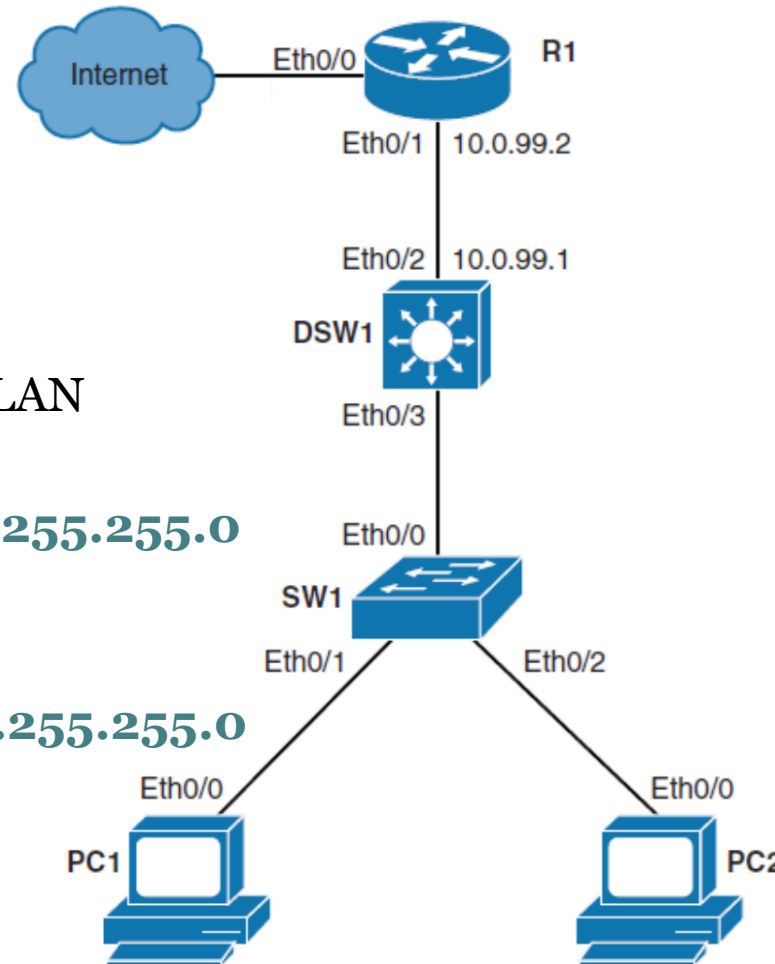 Internet
Eth0/0
R1
Eth0/1 10.0.99.2
Eth0/2 10.0.99.1
DSW1
LAN
Eth0/3
255.255.0
Eth0/0
SW1
Eth0/1
Eth0/2
.255.255.0
Eth0/0
Eth0/0
PC1
PC2